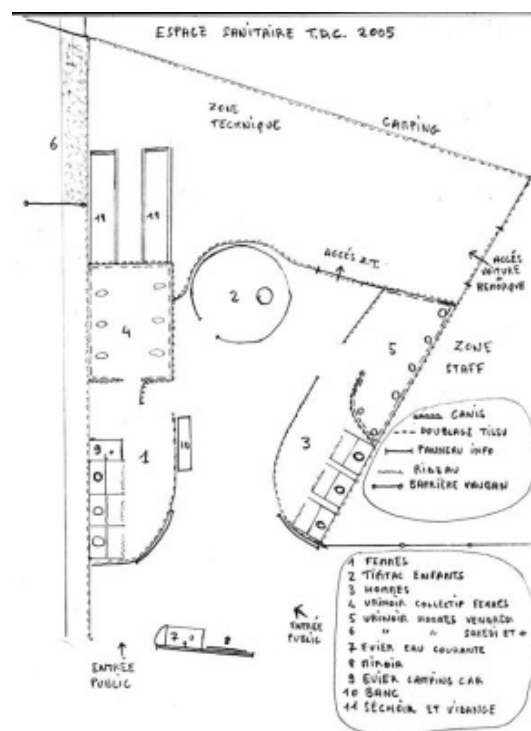 ESPACE SANITAIRE T.D.C. 2005
ZONE
TECHNIQUE
CAMPING
6
11
11
ACCÉS Z.T.
ACCÉS
VOITURE
REMORQUE
2
4
5
ZONE
STAFF
CANIS
DOUBLAGE TISSU
PANNEAU INFO
RIDEAU
BARRIÈRE VAUBAN
3
10
9
1
1 FEMMES
2 TIPITAC ENFANTS
3 HOMMES
4 URINOIR COLLECTIF FEMMES
5 URINOIR HOMMES VENDREDI
6 " " SAMEDI ET
7 EVIER EAU COURANTE
8 MIROIR
9 EVIER CAMPING CAR
10 BANC
11 SÉCHOIR ET VIDANGE
ENTRÉE
PUBLIC
7
8
ENTRÉE
PUBLIC